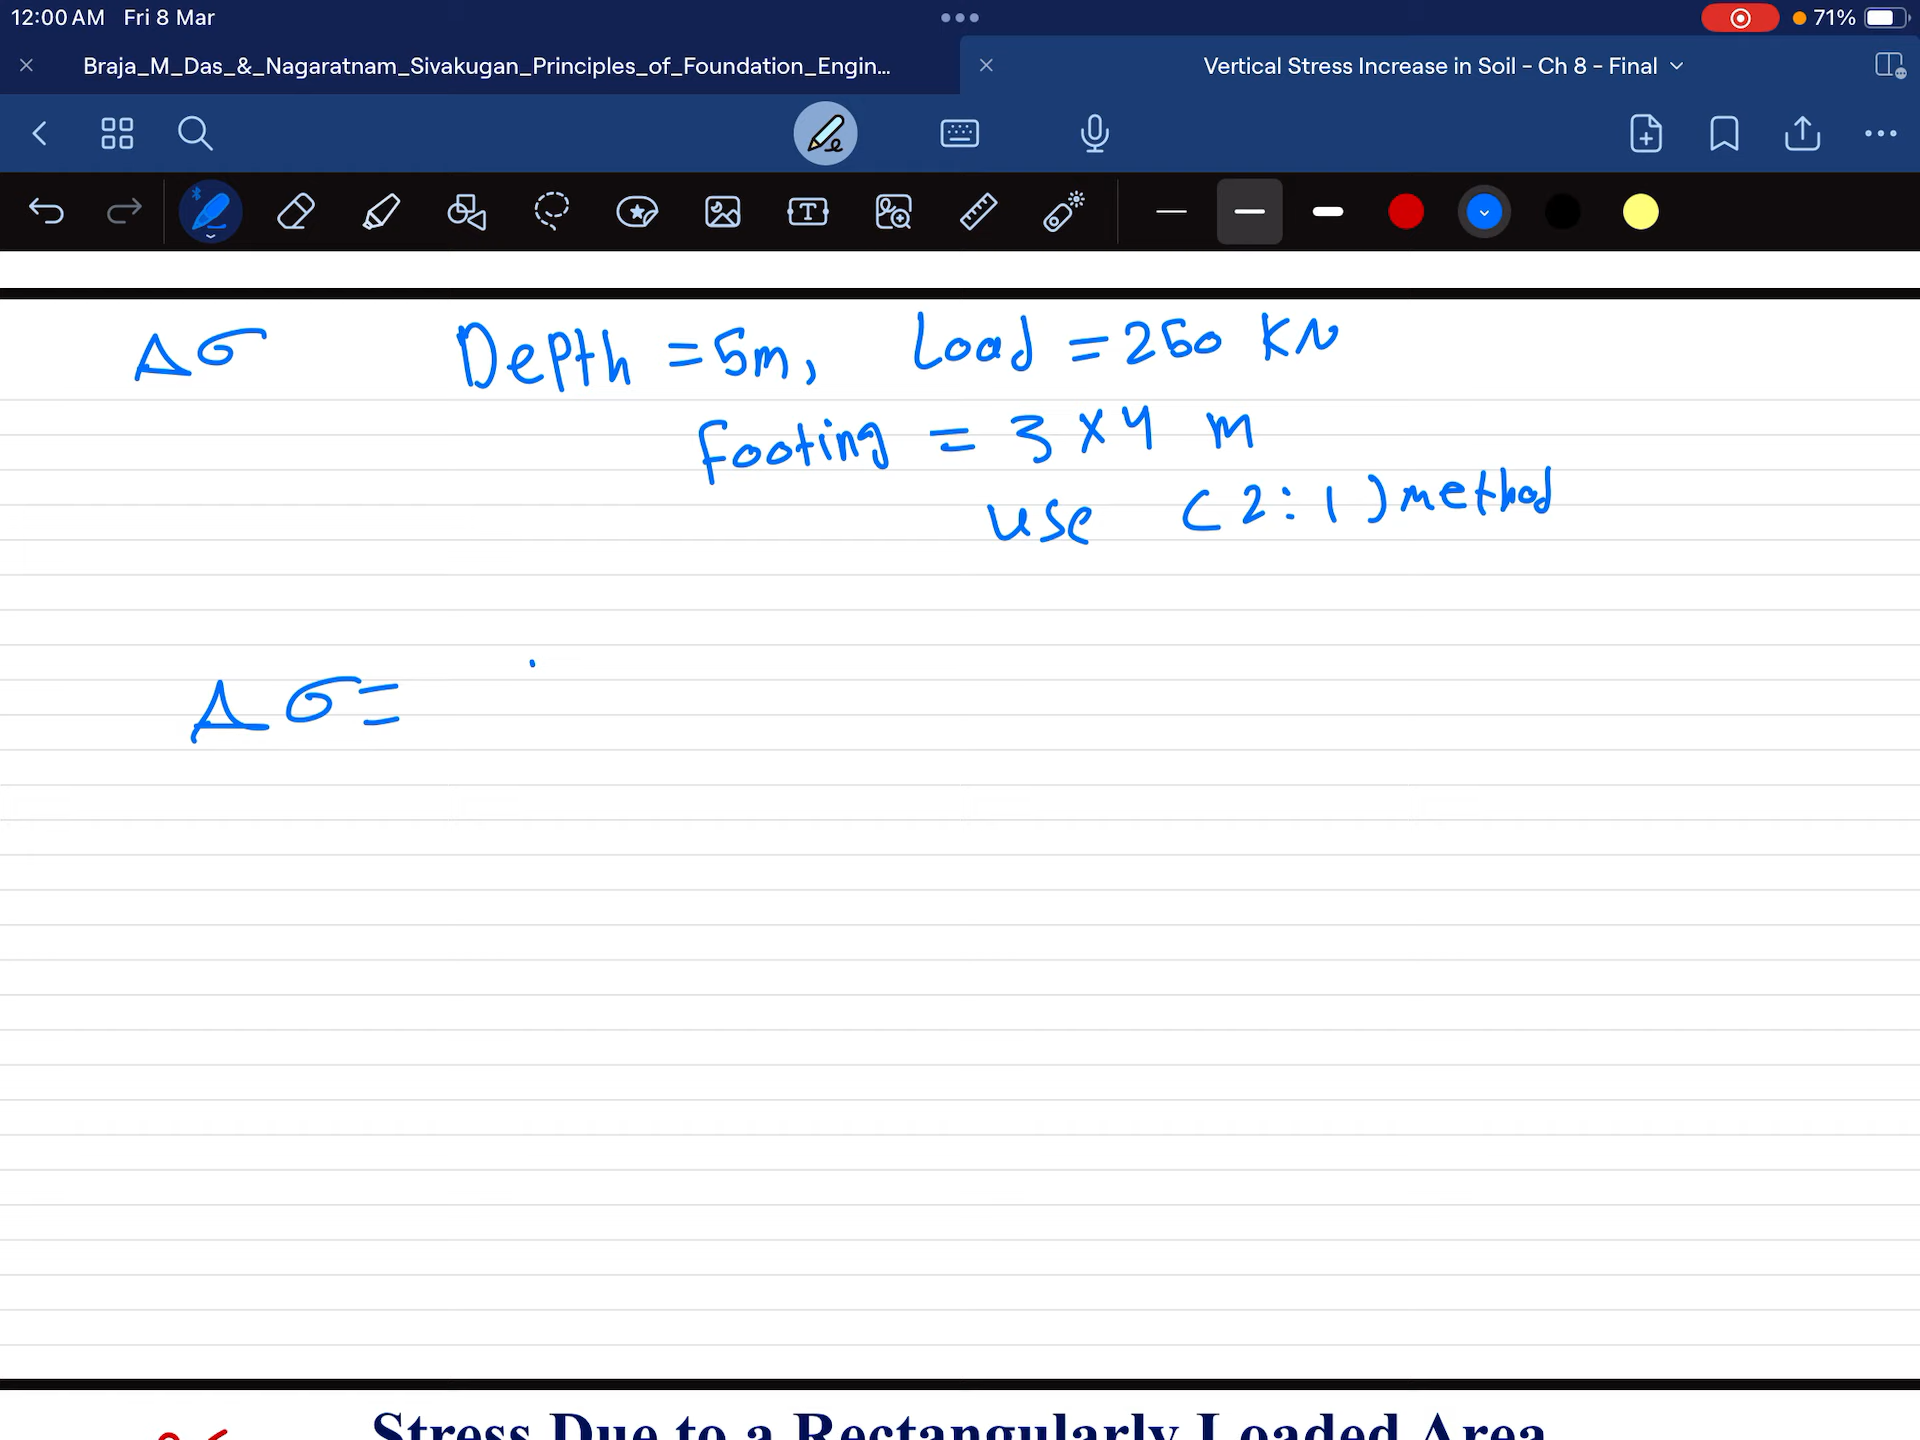 12:00 AM Fri 8 Mar 71%
Braja_M_Das_&_Nagaratnam_Sivakugan_Principles_of_Foundation_Engin... Vertical Stress Increase in Soil - Ch 8 - Final
Δσ Depth = 5m, Load = 250 KN
footing = 3 × 4 m
use (2:1) method
Δσ =
Stress Due to a Rectangularly Loaded Area